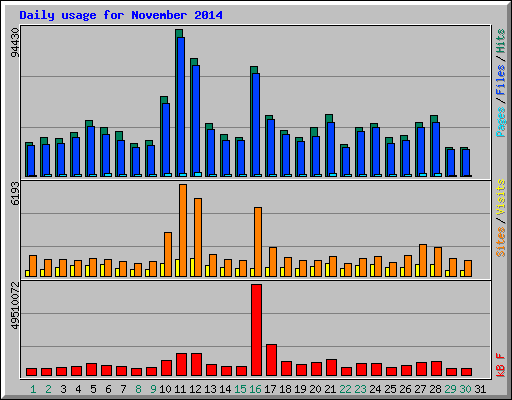 Daily usage for November 2014
94430
Pages / Files / Hits
6193
Sites / Visits
49510072
kB F
1 2 3 4 5 6 7 8 9 10 11 12 13 14 15 16 17 18 19 20 21 22 23 24 25 26 27 28 29 30 31